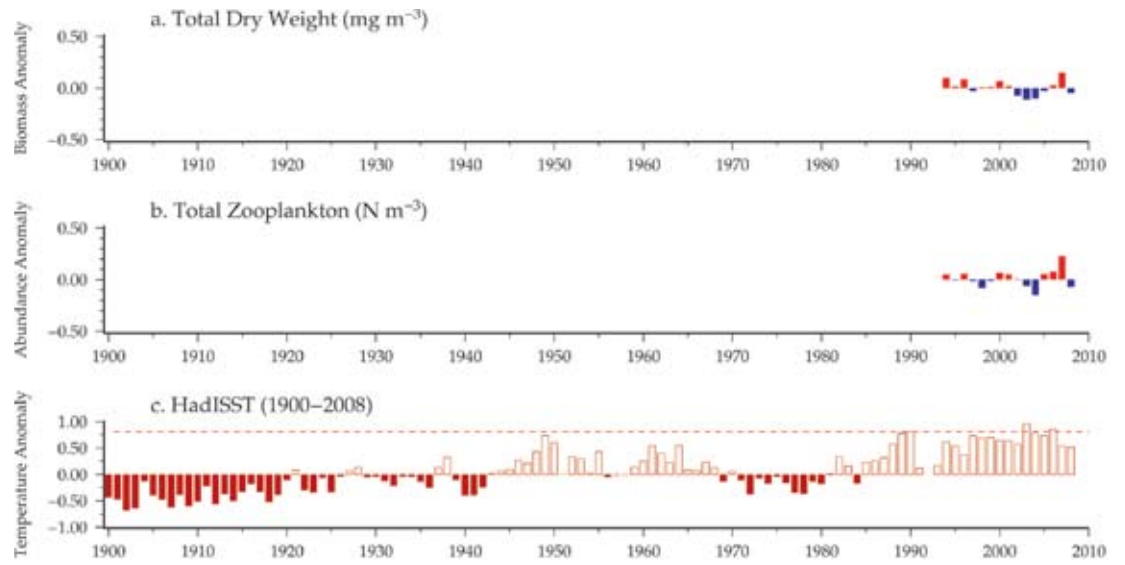 a. Total Dry Weight (mg m⁻³)
Biomass Anomaly
0.50
0.00
−0.50
1900 1910 1920 1930 1940 1950 1960 1970 1980 1990 2000 2010
b. Total Zooplankton (N m⁻³)
Abundance Anomaly
0.50
0.00
−0.50
1900 1910 1920 1930 1940 1950 1960 1970 1980 1990 2000 2010
c. HadISST (1900–2008)
Temperature Anomaly
1.00
0.50
0.00
−0.50
−1.00
1900 1910 1920 1930 1940 1950 1960 1970 1980 1990 2000 2010